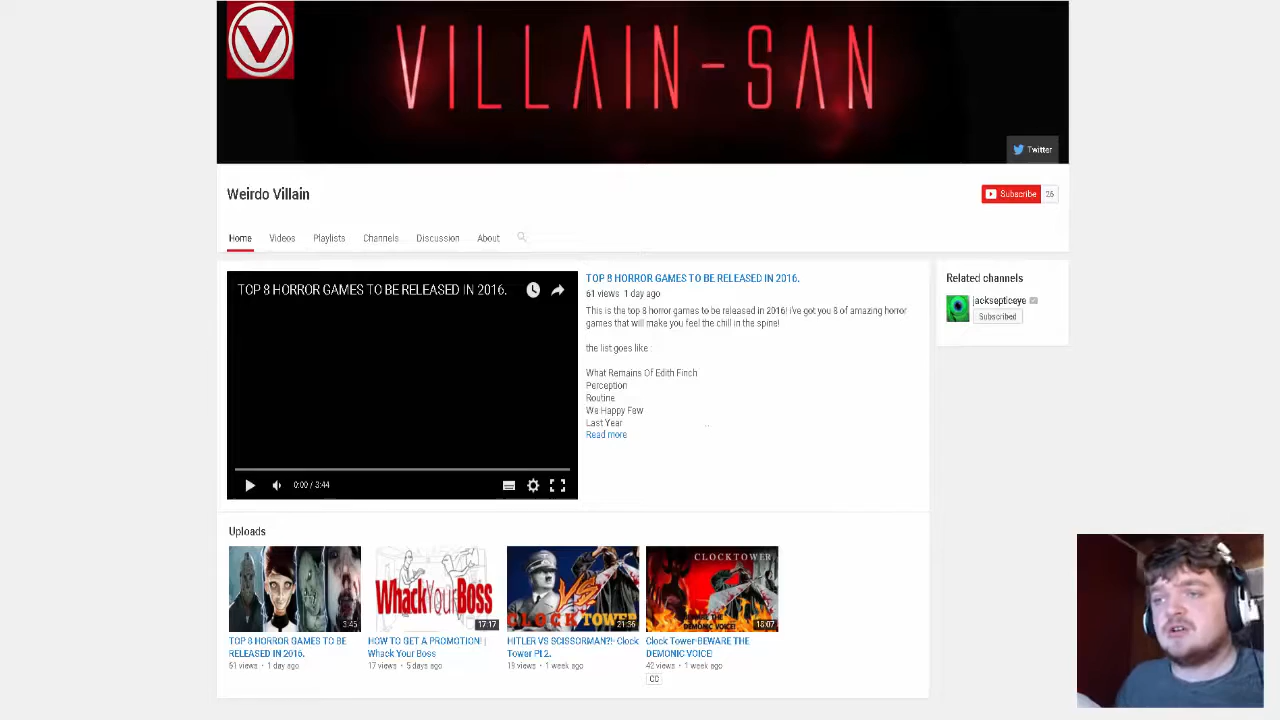 VILLAIN-SAN
Twitter
Weirdo Villain
Subscribe 26
Home Videos Playlists Channels Discussion About
TOP 8 HORROR GAMES TO BE RELEASED IN 2016.
0:00 / 3:44
TOP 8 HORROR GAMES TO BE RELEASED IN 2016.
61 views 1 day ago
This is the top 8 horror games to be released in 2016! i've got you 8 of amazing horror
games that will make you feel the chill in the spine!
the list goes like :
What Remains Of Edith Finch
Perception
Routine
We Happy Few
Last Year
Read more
Related channels
jacksepticeye
Subscribed
Uploads
3:45
TOP 8 HORROR GAMES TO BE
RELEASED IN 2016.
61 views • 1 day ago
WhackYourBoss
17:17
HOW TO GET A PROMOTION! |
Whack Your Boss
17 views • 5 days ago
VS
CLOCKTOWER
21:36
HITLER VS SCISSORMAN?!- Clock
Tower Pt.2.
19 views • 1 week ago
CLOCKTOWER
BEWARE THE
DEMONIC VOICE!
Clock Tower-BEWARE THE
DEMONIC VOICE!
42 views • 1 week ago
CC